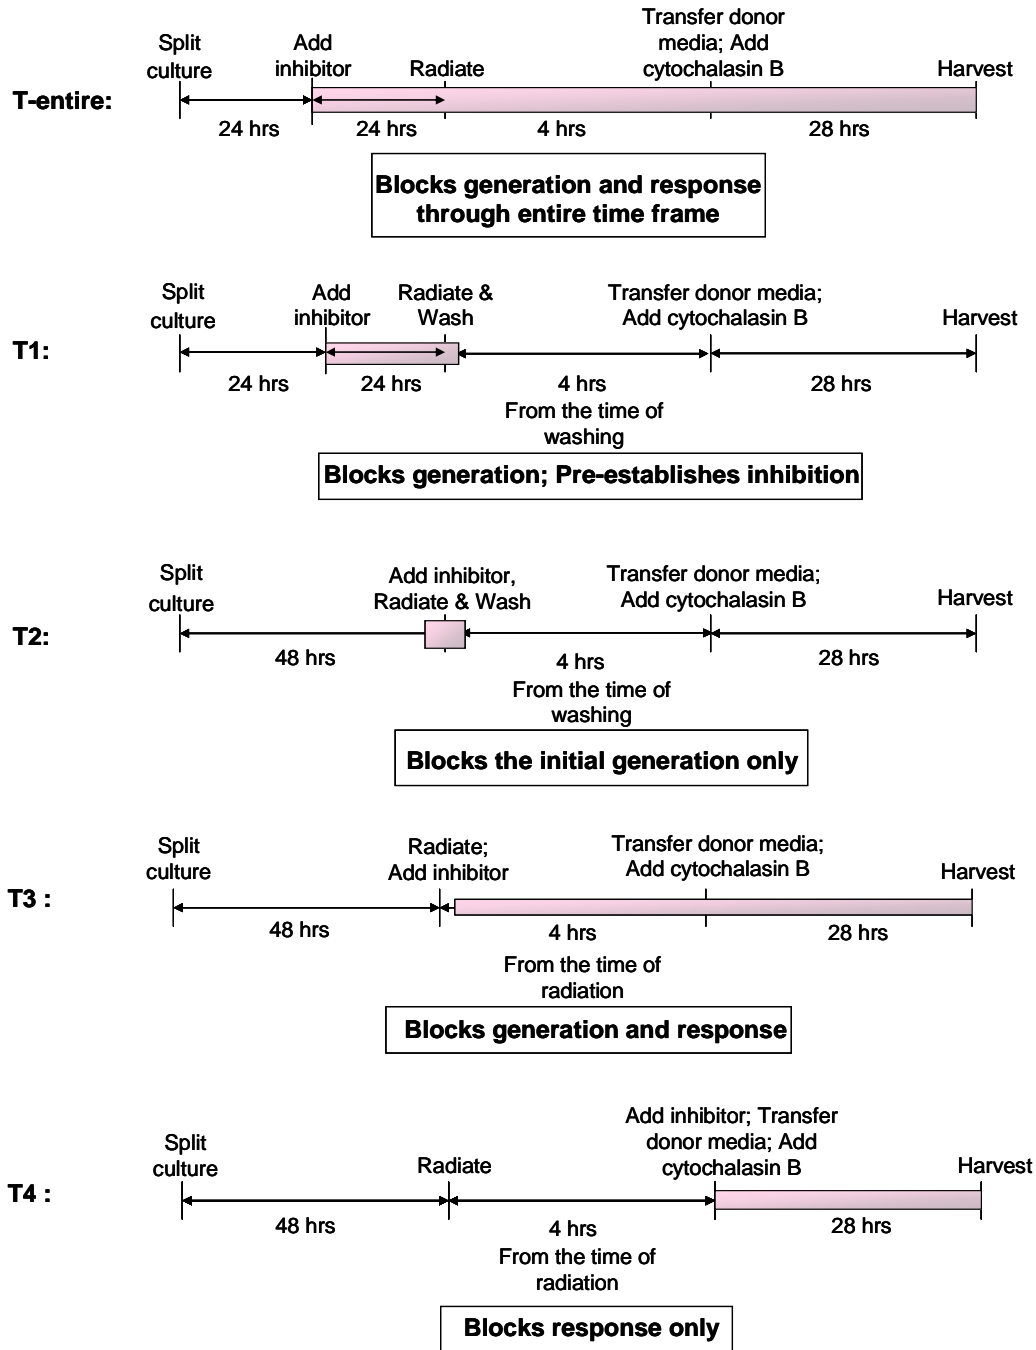 Split
culture
Add
inhibitor
Radiate
Transfer donor
media; Add
cytochalasin B
Harvest
T-entire:
24 hrs
24 hrs
4 hrs
28 hrs
Blocks generation and response
through entire time frame
Split
culture
Add
inhibitor
Radiate &
Wash
Transfer donor media;
Add cytochalasin B
Harvest
T1:
24 hrs
24 hrs
4 hrs
28 hrs
From the time of
washing
Blocks generation; Pre-establishes inhibition
Split
culture
Add inhibitor,
Radiate & Wash
Transfer donor media;
Add cytochalasin B
Harvest
T2:
48 hrs
4 hrs
28 hrs
From the time of
washing
Blocks the initial generation only
Split
culture
Radiate;
Add inhibitor
Transfer donor media;
Add cytochalasin B
Harvest
T3 :
48 hrs
4 hrs
28 hrs
From the time of
radiation
Blocks generation and response
Split
culture
Radiate
Add inhibitor; Transfer
donor media; Add
cytochalasin B
Harvest
T4 :
48 hrs
4 hrs
28 hrs
From the time of
radiation
Blocks response only